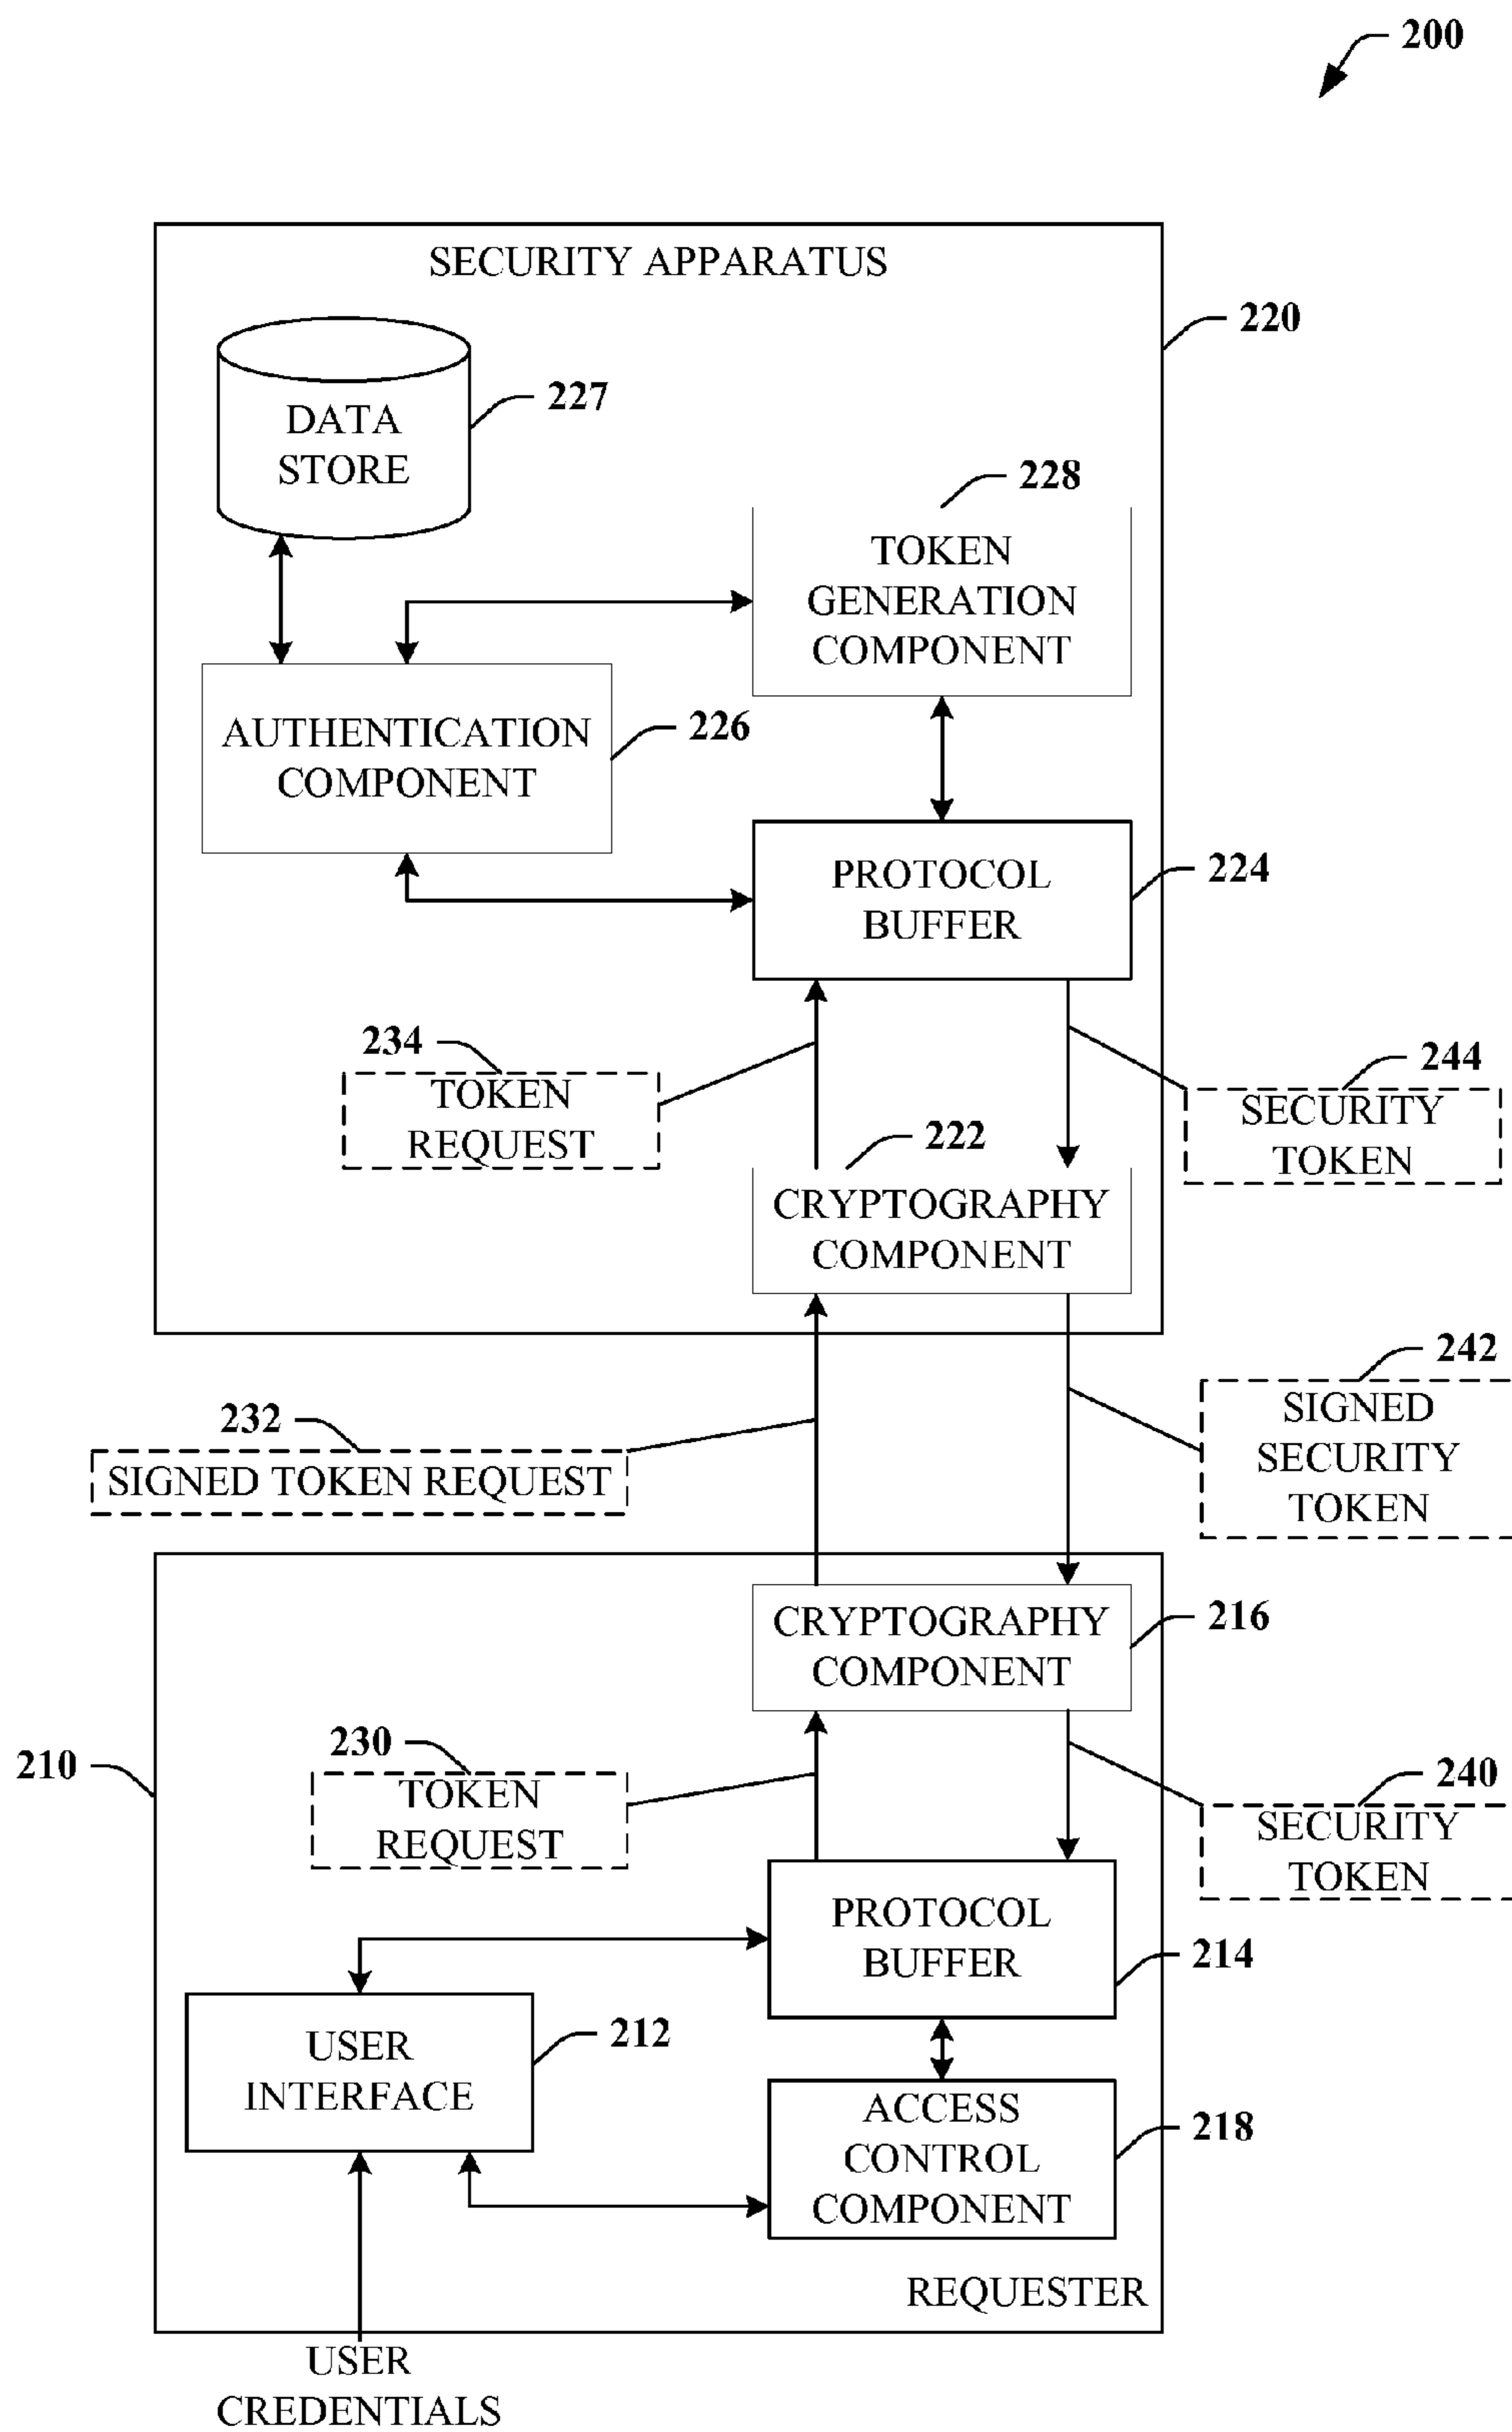 200
SECURITY APPARATUS
220
DATA
STORE
227
228
TOKEN
GENERATION
COMPONENT
AUTHENTICATION
COMPONENT
226
PROTOCOL
BUFFER
224
234
TOKEN
REQUEST
244
SECURITY
TOKEN
222
CRYPTOGRAPHY
COMPONENT
242
SIGNED
SECURITY
TOKEN
232
SIGNED TOKEN REQUEST
CRYPTOGRAPHY
COMPONENT
216
210
230
TOKEN
REQUEST
240
SECURITY
TOKEN
PROTOCOL
BUFFER
214
USER
INTERFACE
212
ACCESS
CONTROL
COMPONENT
218
REQUESTER
USER
CREDENTIALS